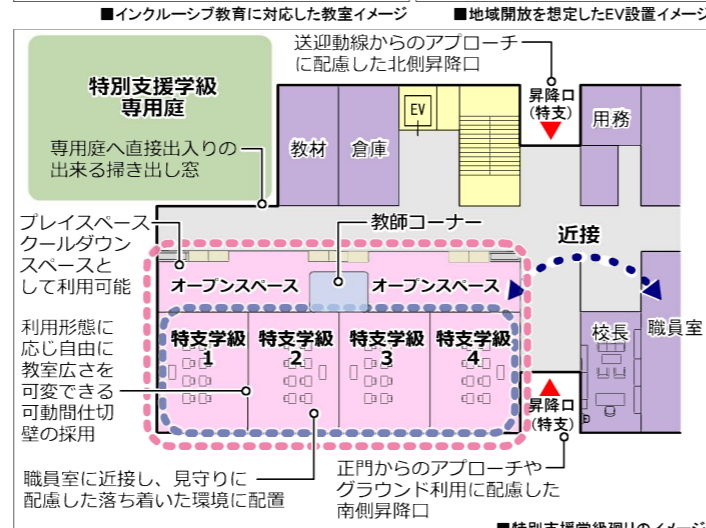 ■インクルーシブ教育に対応した教室イメージ
■地域開放を想定したEV設置イメージ
送迎動線からのアプローチ
に配慮した北側昇降口
特別支援学級
専用庭
専用庭へ直接出入りの
出来る掃き出し窓
教材
倉庫
EV
昇降口
(特支)
用務
プレイスペース
クールダウン
スペースと
して利用可能
教師コーナー
近接
オープンスペース
オープンスペース
利用形態に
応じ自由に
教室広さを
可変できる
可動間仕切
壁の採用
特支学級
1
特支学級
2
特支学級
3
特支学級
4
校長
職員室
昇降口
(特支)
職員室に近接し、見守りに
配慮した落ち着いた環境に配置
正門からのアプローチや
グラウンド利用に配慮した
南側昇降口
■特別支援学級廻りのイメージ